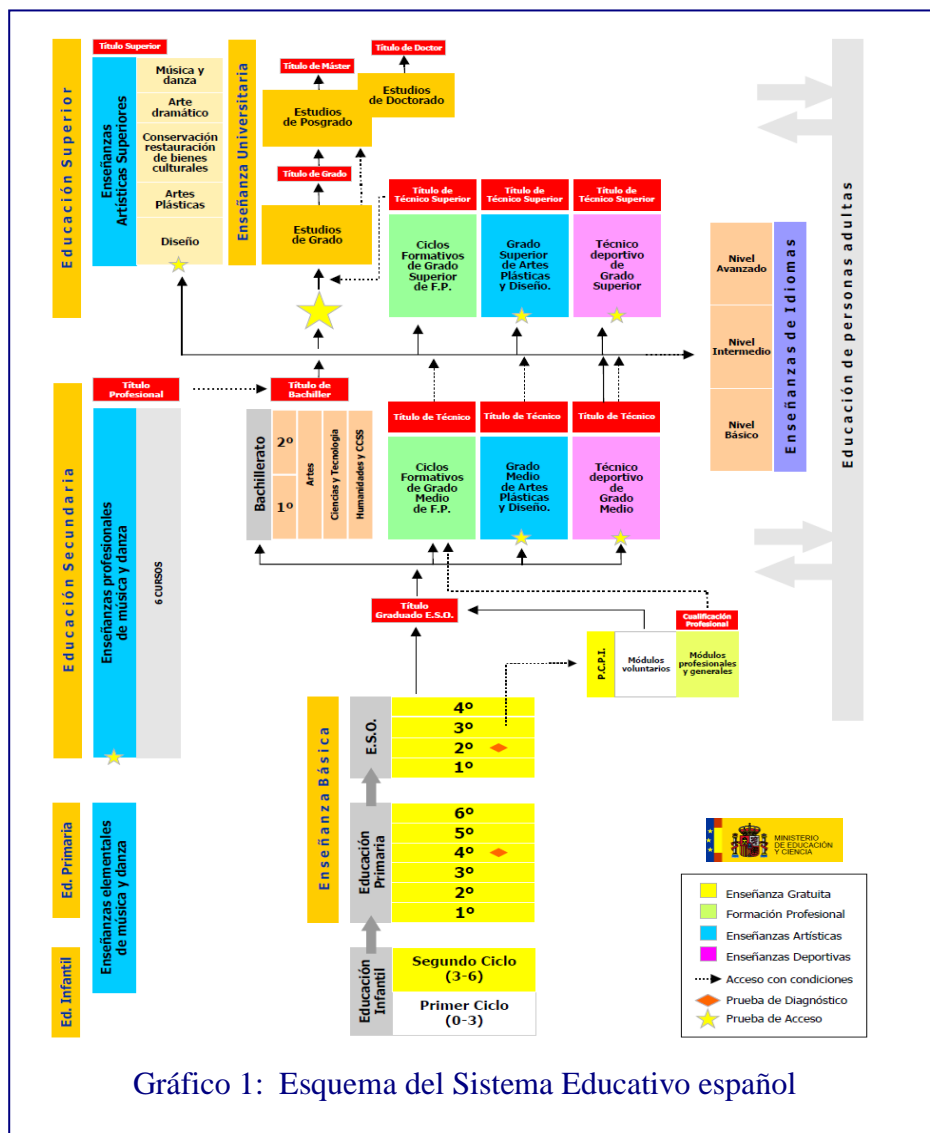 Educación Superior
Título Superior
Enseñanzas
Artísticas Superiores
Música y
danza
Arte
dramático
Conservación
restauración
de bienes
culturales
Artes
Plásticas
Diseño
Enseñanza Universitaria
Título de Máster
Título de Doctor
Estudios
de Posgrado
Estudios
de Doctorado
Título de Grado
Estudios
de Grado
Título de
Técnico Superior
Título de
Técnico Superior
Título de
Técnico Superior
Ciclos
Formativos
de Grado
Superior
de F.P.
Grado
Superior
de Artes
Plásticas
y Diseño.
Técnico
deportivo
de
Grado
Superior
Nivel
Avanzado
Nivel
Intermedio
Nivel
Básico
Enseñanzas de Idiomas
Educación de personas adultas
Educación Secundaria
Título
Profesional
Enseñanzas profesionales
de música y danza
6 CURSOS
Título de
Bachiller
Bachillerato
2º
1º
Artes
Ciencias y Tecnología
Humanidades y CCSS
Título de Técnico
Título de Técnico
Título de Técnico
Ciclos
Formativos
de Grado
Medio
de F.P.
Grado
Medio
de Artes
Plásticas
y Diseño.
Técnico
deportivo
de
Grado
Medio
Título
Graduado E.S.O.
Cualificación
Profesional
P.C.P.I.
Módulos
voluntarios
Módulos
profesionales
y generales
Enseñanza Básica
E.S.O.
4º
3º
2º
1º
Ed. Primaria
Enseñanzas elementales
de música y danza
Educación
Primaria
6º
5º
4º
3º
2º
1º
Ed. Infantil
Educación
Infantil
Segundo Ciclo
(3-6)
Primer Ciclo
(0-3)
MINISTERIO
DE EDUCACIÓN
Y CIENCIA
Enseñanza Gratuita
Formación Profesional
Enseñanzas Artísticas
Enseñanzas Deportivas
Acceso con condiciones
Prueba de Diagnóstico
Prueba de Acceso
Gráfico 1: Esquema del Sistema Educativo español